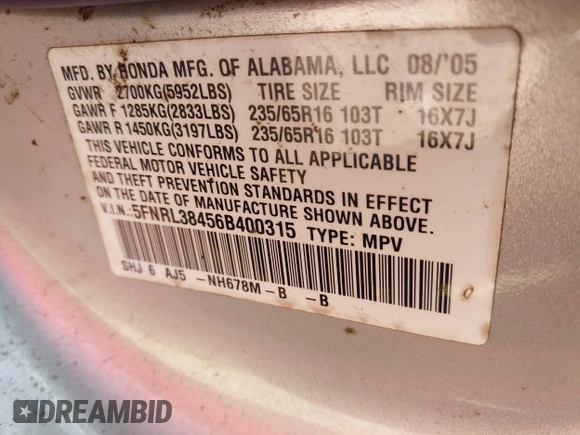 MFD. BY HONDA MFG. OF ALABAMA, LLC 08/'05
GVWR 2700KG(5952LBS) TIRE SIZE RIM SIZE
GAWR F 1285KG(2833LBS) 235/65R16 103T 16X7J
GAWR R 1450KG(3197LBS) 235/65R16 103T 16X7J
THIS VEHICLE CONFORMS TO ALL APPLICABLE
FEDERAL MOTOR VEHICLE SAFETY
AND THEFT PREVENTION STANDARDS IN EFFECT
ON THE DATE OF MANUFACTURE SHOWN ABOVE.
V.I.N.:5FNRL38456B400315 TYPE: MPV
SHJ 6 AJ5 -NH678M-B -B
DREAMBID